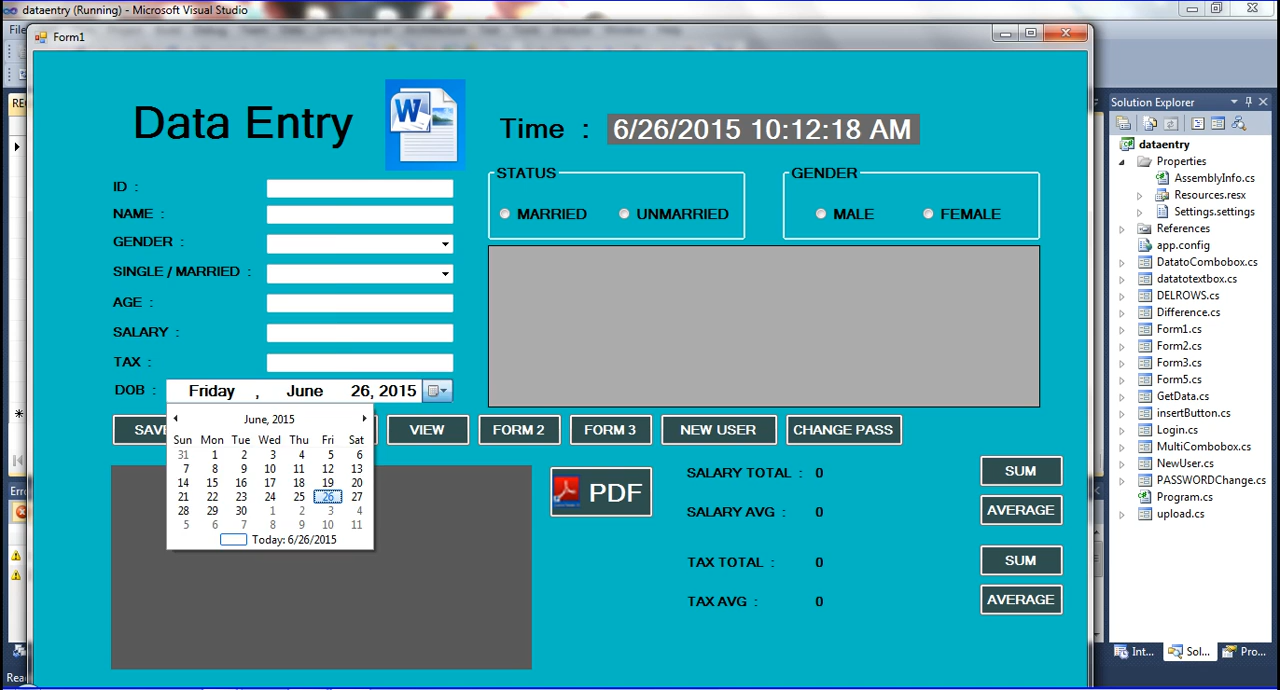 dataentry (Running) - Microsoft Visual Studio
File
Form1
Data Entry
W
Time : 6/26/2015 10:12:18 AM
ID :
NAME :
GENDER :
SINGLE / MARRIED :
AGE :
SALARY :
TAX :
DOB : Friday , June 26, 2015
STATUS
MARRIED UNMARRIED
GENDER
MALE FEMALE
June, 2015
Sun Mon Tue Wed Thu Fri Sat
31 1 2 3 4 5 6
7 8 9 10 11 12 13
14 15 16 17 18 19 20
21 22 23 24 25 26 27
28 29 30 1 2 3 4
5 6 7 8 9 10 11
Today: 6/26/2015
VIEW FORM 2 FORM 3 NEW USER CHANGE PASS
PDF
SALARY TOTAL : 0 SUM
SALARY AVG : 0 AVERAGE
TAX TOTAL : 0 SUM
TAX AVG : 0 AVERAGE
Solution Explorer
dataentry
Properties
AssemblyInfo.cs
Resources.resx
Settings.settings
References
app.config
DatatoCombobox.cs
datatotextbox.cs
DELROWS.cs
Difference.cs
Form1.cs
Form2.cs
Form3.cs
Form5.cs
GetData.cs
insertButton.cs
Login.cs
MultiCombobox.cs
NewUser.cs
PASSWORDChange.cs
Program.cs
upload.cs
Int... Sol... Pro...